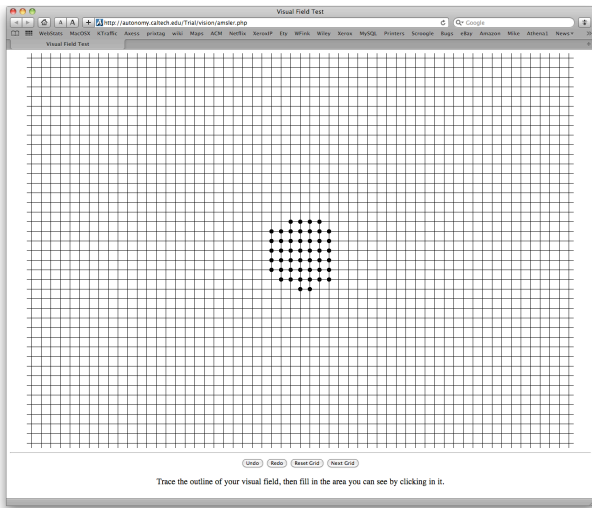 Visual Field Test
A A + http://autonomy.caltech.edu/Trial/vision/amsler.php Google
WebStats MacOSX KTraffic Axess prixtag wiki Maps ACM Netflix XeroxIP Ety WFink Wiley Xerox MySQL Printers Scroogle Bugs eBay Amazon Mike Athena1 News
Visual Field Test
Undo Redo Reset Grid Next Grid
Trace the outline of your visual field, then fill in the area you can see by clicking in it.